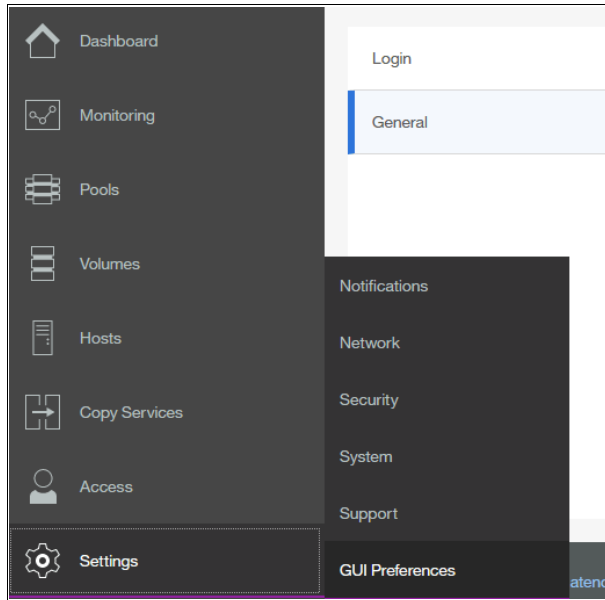 Dashboard
Monitoring
Pools
Volumes
Hosts
Copy Services
Access
Settings
Login
General
Notifications
Network
Security
System
Support
GUI Preferences